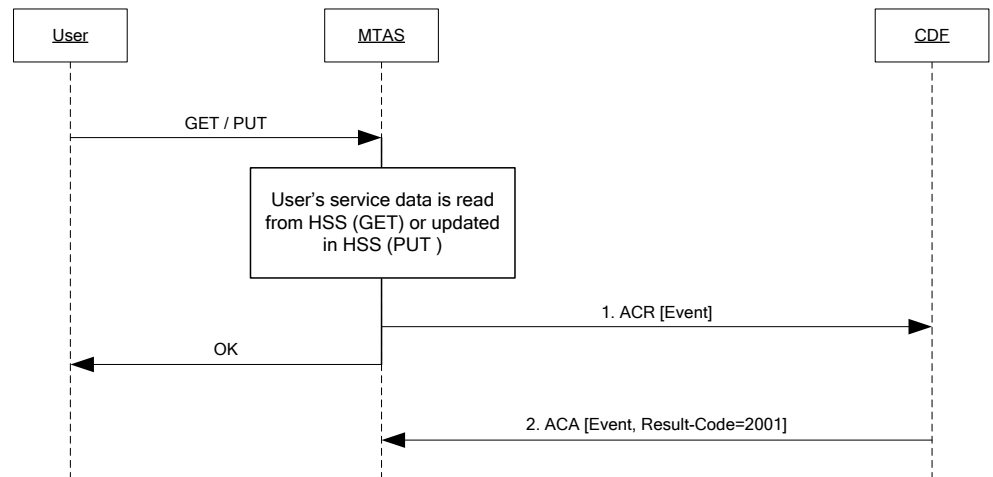 User
MTAS
CDF
GET / PUT
User's service data is read
from HSS (GET) or updated
in HSS (PUT )
1. ACR [Event]
OK
2. ACA [Event, Result-Code=2001]